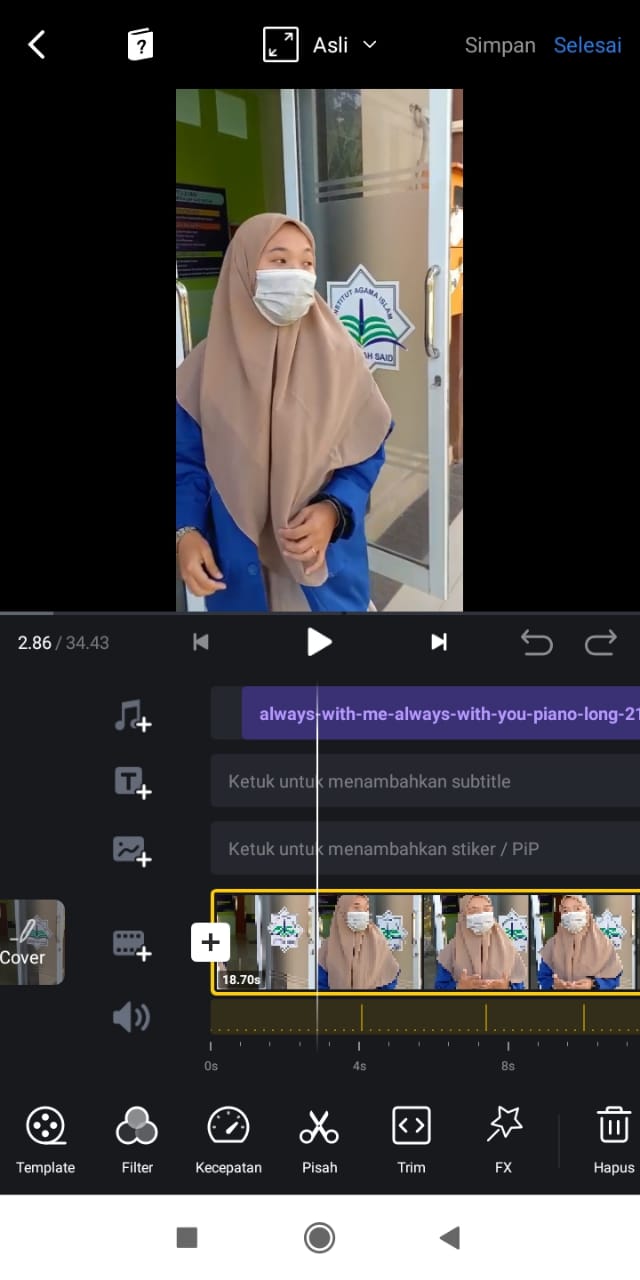 ?
Asli
Simpan
Selesai
INSTITUT AGAMA ISLAM
AH SAID
2.86 / 34.43
always-with-me-always-with-you-piano-long-21
Ketuk untuk menambahkan subtitle
Ketuk untuk menambahkan stiker / PiP
Cover
18.70s
0s
4s
8s
Template
Filter
Kecepatan
Pisah
Trim
FX
Hapus